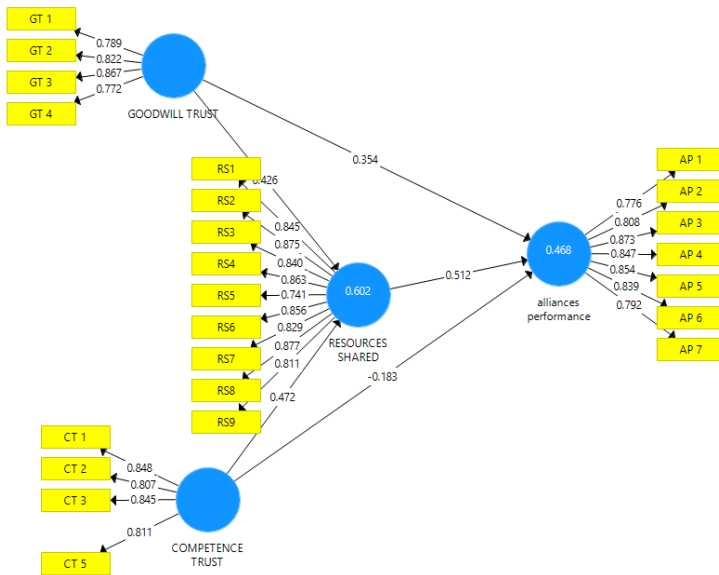 GT 1
GT 2
GT 3
GT 4
0.789
0.822
0.867
0.772
GOODWILL TRUST
0.354
0.426
RS1
RS2
RS3
RS4
RS5
RS6
RS7
RS8
RS9
0.845
0.875
0.840
0.863
0.741
0.856
0.829
0.877
0.811
0.602
RESOURCES
SHARED
0.512
0.472
-0.183
0.468
alliances
performance
0.776
0.808
0.873
0.847
0.854
0.839
0.792
AP 1
AP 2
AP 3
AP 4
AP 5
AP 6
AP 7
CT 1
CT 2
CT 3
CT 5
0.848
0.807
0.845
0.811
COMPETENCE
TRUST